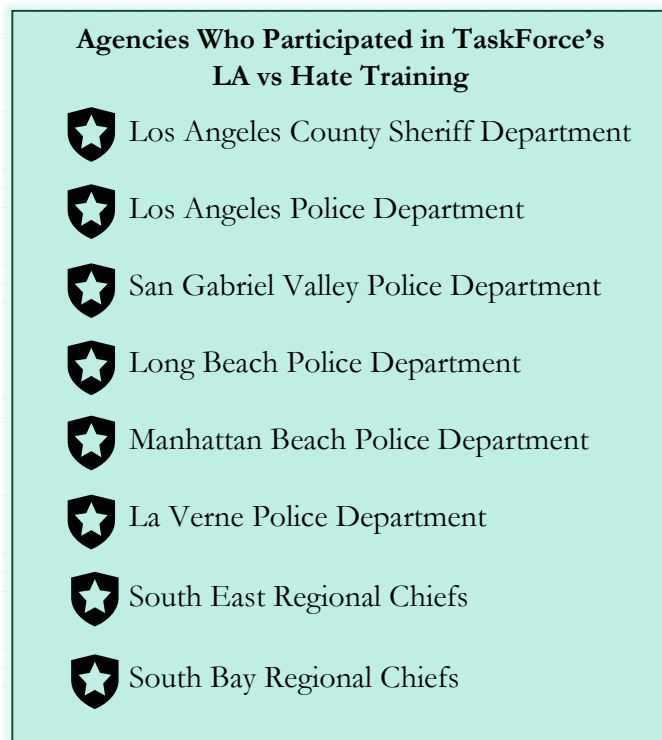 Agencies Who Participated in TaskForce’s
LA vs Hate Training
Los Angeles County Sheriff Department
Los Angeles Police Department
San Gabriel Valley Police Department
Long Beach Police Department
Manhattan Beach Police Department
La Verne Police Department
South East Regional Chiefs
South Bay Regional Chiefs